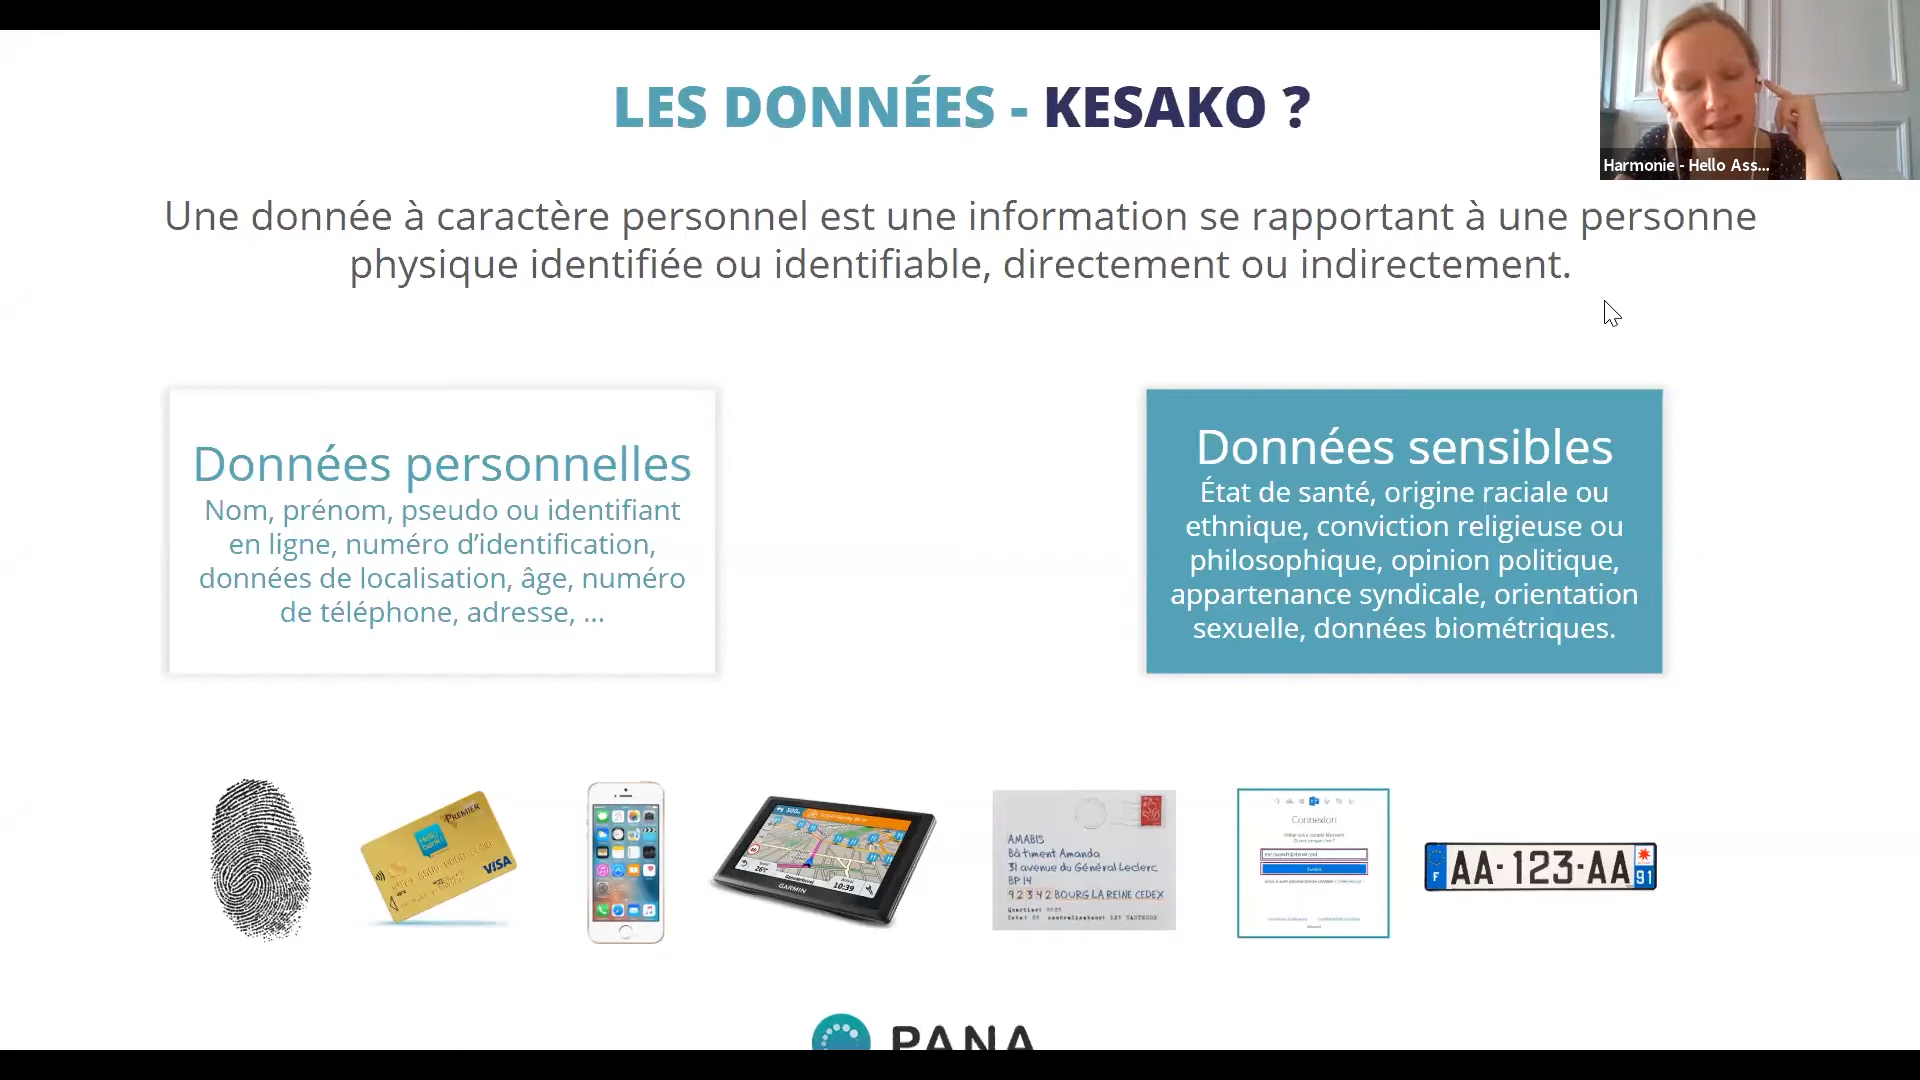 LES DONNÉES - KESAKO ?
Harmonie - Hello Ass...
Une donnée à caractère personnel est une information se rapportant à une personne
physique identifiée ou identifiable, directement ou indirectement.
Données personnelles
Nom, prénom, pseudo ou identifiant
en ligne, numéro d’identification,
données de localisation, âge, numéro
de téléphone, adresse, ...
Données sensibles
État de santé, origine raciale ou
ethnique, conviction religieuse ou
philosophique, opinion politique,
appartenance syndicale, orientation
sexuelle, données biométriques.
PREMIER
VISA
GARMIN
10:39
AMABIS
Bâtiment Amanda
31 avenue du Général Leclerc
BP 14
92342 BOURG LA REINE CEDEX
Connexion
AA-123-AA
F
91
PANA